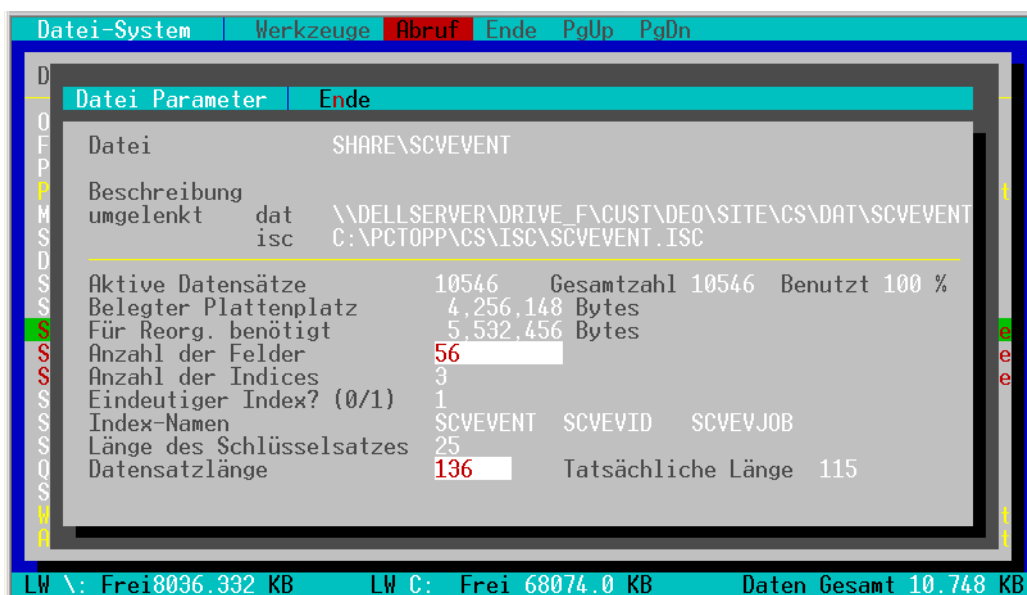 Datei-System Werkzeuge Abruf Ende PgUp PgDn
D
Datei Parameter Ende
O
F
P
P t
M
S
D
S
S
S e
S e
S e
S
S
S
Q
S
W t
A t
Datei SHARE\SCVEVENT
Beschreibung
umgelenkt dat \\DELLSERVER\DRIVE_F\CUST\DEO\SITE\CS\DAT\SCVEVENT
isc C:\PCTOPP\CS\ISC\SCVEVENT.ISC
Aktive Datensätze 10546 Gesamtzahl 10546 Benutzt 100 %
Belegter Plattenplatz 4,256,148 Bytes
Für Reorg. benötigt 5,532,456 Bytes
Anzahl der Felder 56
Anzahl der Indices 3
Eindeutiger Index? (0/1) 1
Index-Namen SCVEVENT SCVEVID SCVEVJOB
Länge des Schlüsselsatzes 25
Datensatzlänge 136 Tatsächliche Länge 115
LW \: Frei8036.332 KB LW C: Frei 68074.0 KB Daten Gesamt 10.748 KB